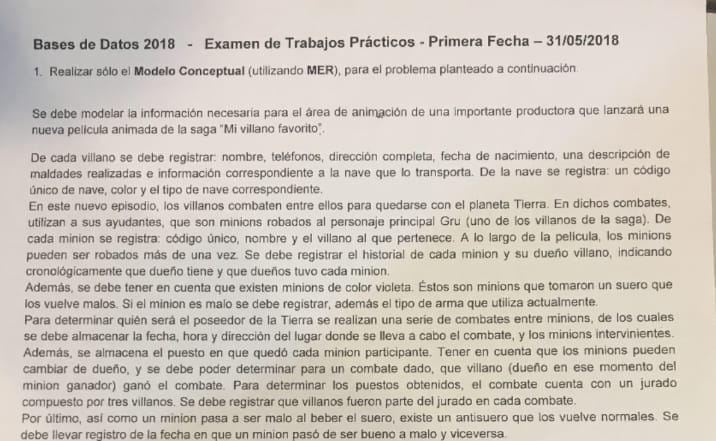 Bases de Datos 2018 - Examen de Trabajos Prácticos - Primera Fecha – 31/05/2018
1. Realizar sólo el Modelo Conceptual (utilizando MER), para el problema planteado a continuación.
Se debe modelar la información necesaria para el área de animación de una importante productora que lanzará una
nueva película animada de la saga "Mi villano favorito".
De cada villano se debe registrar: nombre, teléfonos, dirección completa, fecha de nacimiento, una descripción de
maldades realizadas e información correspondiente a la nave que lo transporta. De la nave se registra: un código
único de nave, color y el tipo de nave correspondiente.
En este nuevo episodio, los villanos combaten entre ellos para quedarse con el planeta Tierra. En dichos combates,
utilizan a sus ayudantes, que son minions robados al personaje principal Gru (uno de los villanos de la saga). De
cada minion se registra: código único, nombre y el villano al que pertenece. A lo largo de la película, los minions
pueden ser robados más de una vez. Se debe registrar el historial de cada minion y su dueño villano, indicando
cronológicamente que dueño tiene y que dueños tuvo cada minion.
Además, se debe tener en cuenta que existen minions de color violeta. Éstos son minions que tomaron un suero que
los vuelve malos. Si el minion es malo se debe registrar, además el tipo de arma que utiliza actualmente.
Para determinar quién será el poseedor de la Tierra se realizan una serie de combates entre minions, de los cuales
se debe almacenar la fecha, hora y dirección del lugar donde se lleva a cabo el combate, y los minions intervinientes.
Además, se almacena el puesto en que quedó cada minion participante. Tener en cuenta que los minions pueden
cambiar de dueño, y se debe poder determinar para un combate dado, que villano (dueño en ese momento del
minion ganador) ganó el combate. Para determinar los puestos obtenidos, el combate cuenta con un jurado
compuesto por tres villanos. Se debe registrar que villanos fueron parte del jurado en cada combate.
Por último, así como un minion pasa a ser malo al beber el suero, existe un antisuero que los vuelve normales. Se
debe llevar registro de la fecha en que un minion pasó de ser bueno a malo y viceversa.